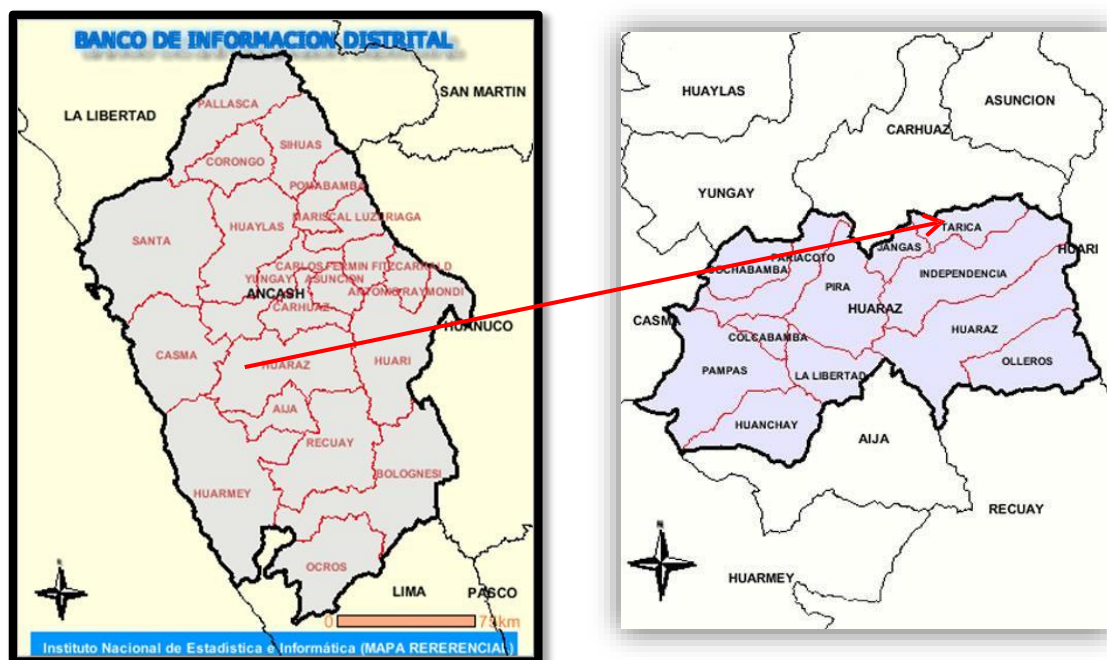 BANCO DE INFORMACION DISTRITAL
LA LIBERTAD
SAN MARTIN
PALLASCA
SIHUAS
CORONGO
POMABAMBA
MARISCAL LUZURIAGA
HUAYLAS
SANTA
CARLOS FERMIN FITZCARRALD
YUNGAY
ASUNCION
ANCASH
ANTONIO RAYMONDI
CARHUAZ
HUANUCO
CASMA
HUARAZ
HUARI
AIJA
RECUAY
BOLOGNESI
HUARMEY
OCROS
LIMA
PASCO
N
0
75km
Instituto Nacional de Estadistica e Informática (MAPA RERERENCIAL)
HUAYLAS
ASUNCION
CARHUAZ
YUNGAY
TARICA
JANGAS
HUARI
PARIACOTO
COCHABAMBA
INDEPENDENCIA
PIRA
HUARAZ
CASMA
COLCABAMBA
HUARAZ
PAMPAS
LA LIBERTAD
OLLEROS
HUANCHAY
AIJA
RECUAY
N
HUARMEY